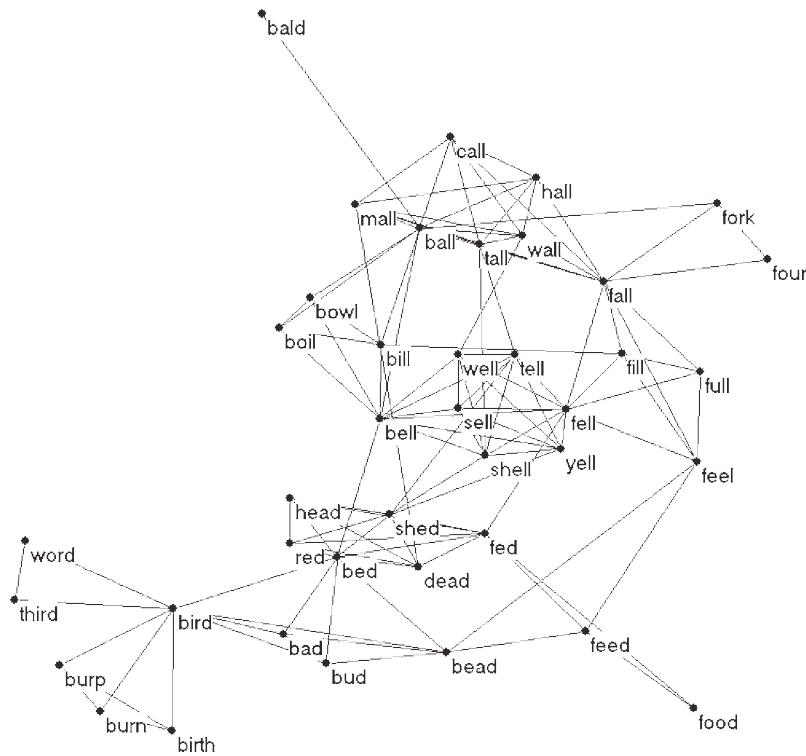 bald
call
hall
mall
ball
tall
wall
fork
four
fall
bowl
boil
bill
well
tell
fill
full
bell
sell
fell
shell
yell
feel
head
shed
red
bed
dead
fed
word
third
bird
bad
bud
bead
feed
burp
burn
birth
food